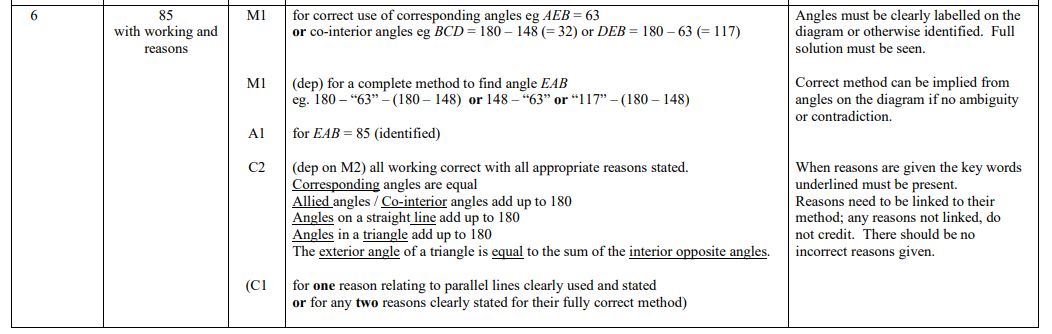 6
85
with working and
reasons
M1
for correct use of corresponding angles eg AEB = 63
or co-interior angles eg BCD = 180 – 148 (= 32) or DEB = 180 – 63 (= 117)
Angles must be clearly labelled on the
diagram or otherwise identified. Full
solution must be seen.
M1
(dep) for a complete method to find angle EAB
eg. 180 – “63” – (180 – 148) or 148 – “63” or “117” – (180 – 148)
Correct method can be implied from
angles on the diagram if no ambiguity
or contradiction.
A1
for EAB = 85 (identified)
C2
(dep on M2) all working correct with all appropriate reasons stated.
Corresponding angles are equal
Allied angles / Co-interior angles add up to 180
Angles on a straight line add up to 180
Angles in a triangle add up to 180
The exterior angle of a triangle is equal to the sum of the interior opposite angles.
When reasons are given the key words
underlined must be present.
Reasons need to be linked to their
method; any reasons not linked, do
not credit. There should be no
incorrect reasons given.
(C1
for one reason relating to parallel lines clearly used and stated
or for any two reasons clearly stated for their fully correct method)